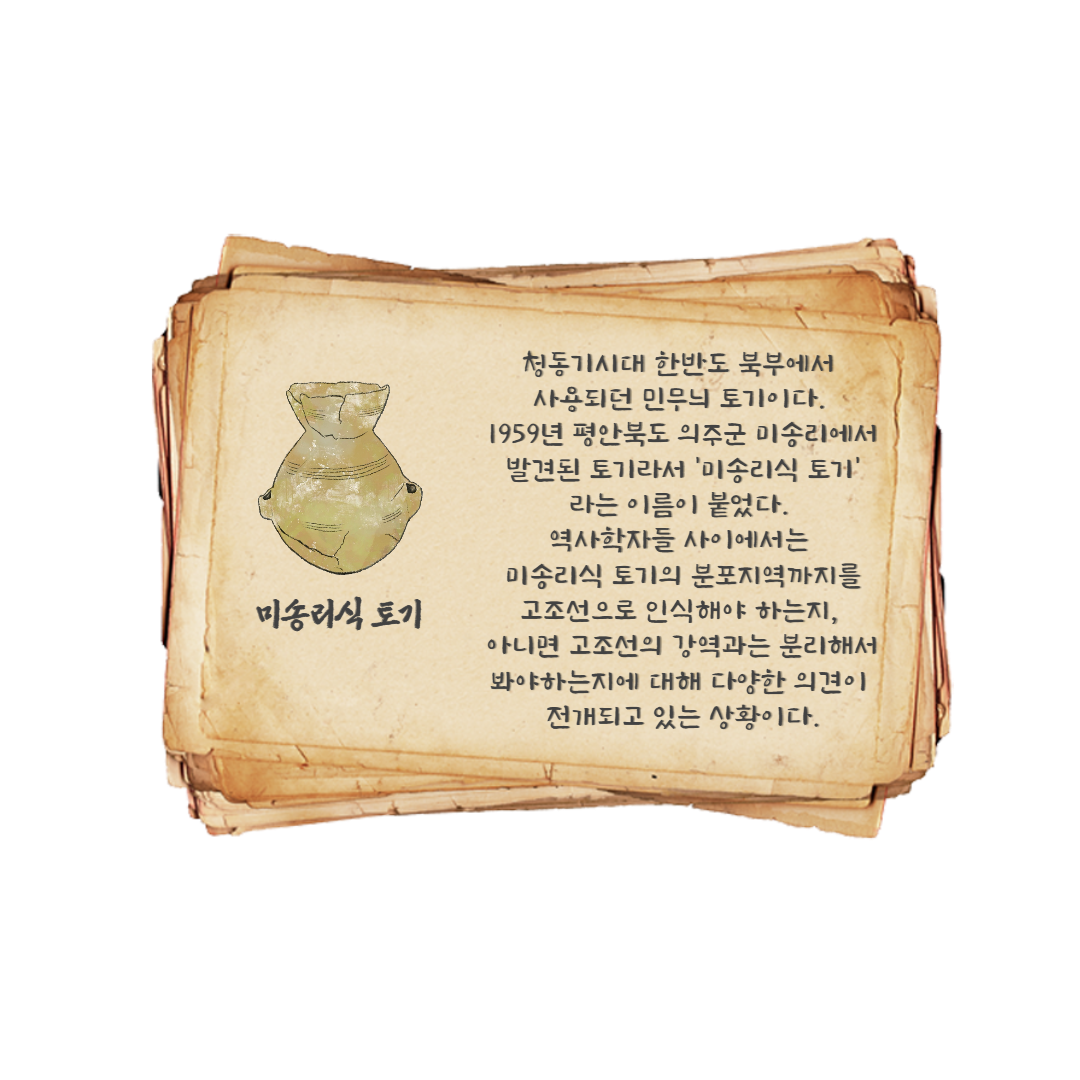 청동기시대 한반도 북부에서
사용되던 민무늬 토기이다.
1959년 평안북도 의주군 미송리에서
발견된 토기라서 '미송리식 토기'
라는 이름이 붙었다.
역사학자들 사이에서는
미송리식 토기의 분포지역까지를
고조선으로 인식해야 하는지,
아니면 고조선의 강역과는 분리해서
봐야하는지에 대해 다양한 의견이
전개되고 있는 상황이다.
미송리식 토기